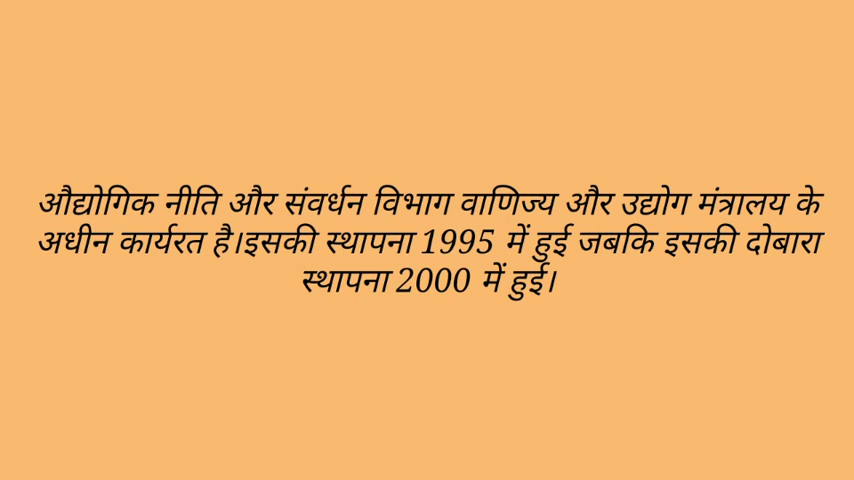 औद्योगिक नीति और संवर्धन विभाग वाणिज्य और उद्योग मंत्रालय के
अधीन कार्यरत है।इसकी स्थापना 1995 में हुई जबकि इसकी दोबारा
स्थापना 2000 में हुई।